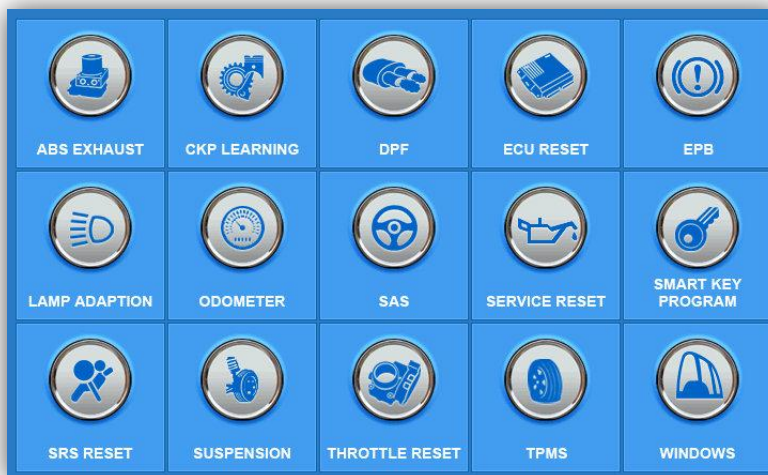 ABS EXHAUST
CKP LEARNING
DPF
ECU RESET
EPB
LAMP ADAPTION
ODOMETER
SAS
SERVICE RESET
SMART KEY
PROGRAM
SRS RESET
SUSPENSION
THROTTLE RESET
TPMS
WINDOWS